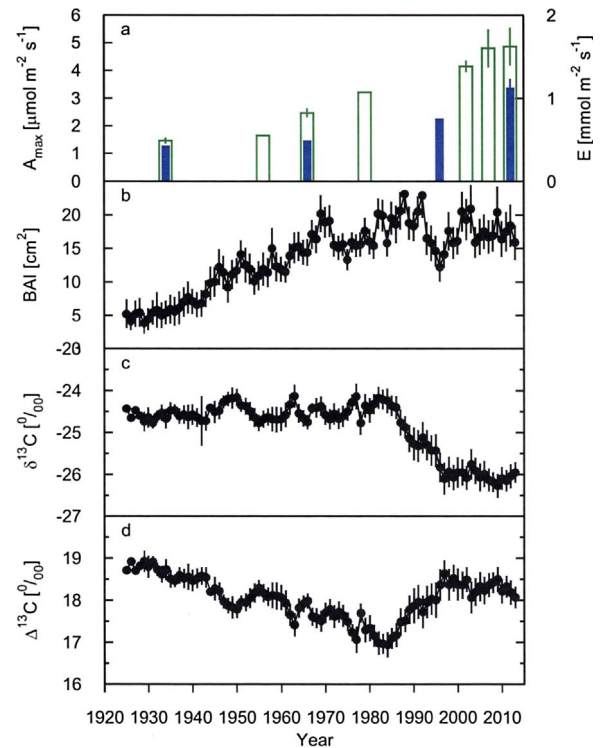 a
6
5
4
3
2
1
0
A_max [μmol m⁻² s⁻¹]
2
1
0
E [mmol m⁻² s⁻¹]
b
20
15
10
5
BAI [cm²]
-23
c
-24
-25
-26
-27
δ¹³C [⁰/₀₀]
d
19
18
17
16
Δ¹³C [⁰/₀₀]
1920 1930 1940 1950 1960 1970 1980 1990 2000 2010
Year